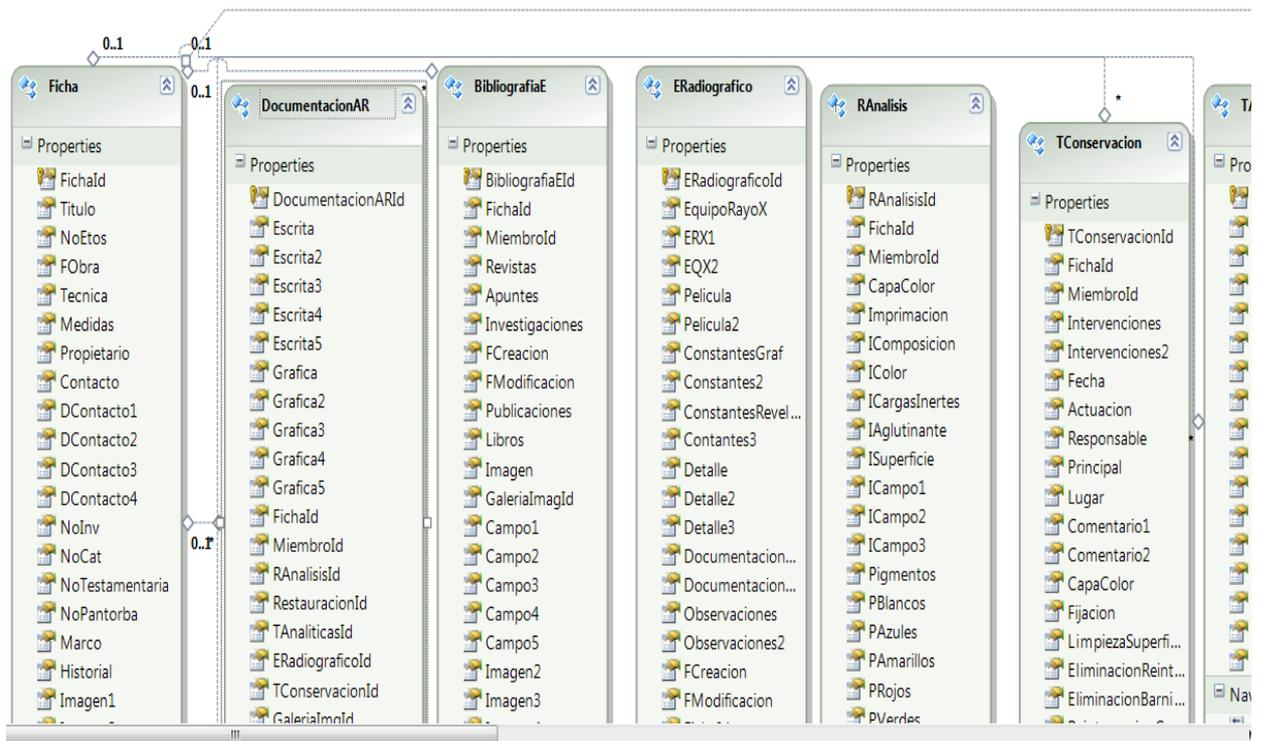 0..1
0..1
0..1
0..1
*
*
*
*
Ficha
Properties
FichaId
Titulo
NoEtos
FObra
Tecnica
Medidas
Propietario
Contacto
DContacto1
DContacto2
DContacto3
DContacto4
NoInv
NoCat
NoTestamentaria
NoPantorba
Marco
Historial
Imagen1
DocumentacionAR
Properties
DocumentacionARId
Escrita
Escrita2
Escrita3
Escrita4
Escrita5
Grafica
Grafica2
Grafica3
Grafica4
Grafica5
FichaId
MiembroId
RAnalisisId
RestauracionId
TAnaliticasId
ERadiograficoId
TConservacionId
GaleriaImgId
BibliografiaE
Properties
BibliografiaEId
FichaId
MiembroId
Revistas
Apuntes
Investigaciones
FCreacion
FModificacion
Publicaciones
Libros
Imagen
GaleriaImagId
Campo1
Campo2
Campo3
Campo4
Campo5
Imagen2
Imagen3
ERadiografico
Properties
ERadiograficoId
EquipoRayoX
ERX1
EQX2
Pelicula
Pelicula2
ConstantesGraf
Constantes2
ConstantesRevel...
Contantes3
Detalle
Detalle2
Detalle3
Documentacion...
Documentacion...
Observaciones
Observaciones2
FCreacion
FModificacion
RAnalisis
Properties
RAnalisisId
FichaId
MiembroId
CapaColor
Imprimacion
IComposicion
IColor
ICargasInertes
IAglutinante
ISuperficie
ICampo1
ICampo2
ICampo3
Pigmentos
PBlancos
PAzules
PAmarillos
PRojos
PVerdes
TConservacion
Properties
TConservacionId
FichaId
MiembroId
Intervenciones
Intervenciones2
Fecha
Actuacion
Responsable
Principal
Lugar
Comentario1
Comentario2
CapaColor
Fijacion
LimpiezaSuperfi...
EliminacionReint...
EliminacionBarni...
Pro
Nav